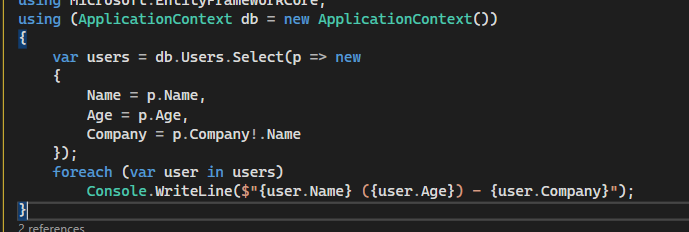 using Microsoft.EntityFrameworkCore;
using (ApplicationContext db = new ApplicationContext())
{
    var users = db.Users.Select(p => new
    {
        Name = p.Name,
        Age = p.Age,
        Company = p.Company!.Name
    });
    foreach (var user in users)
        Console.WriteLine($"{user.Name} ({user.Age}) - {user.Company}");
}
2 references